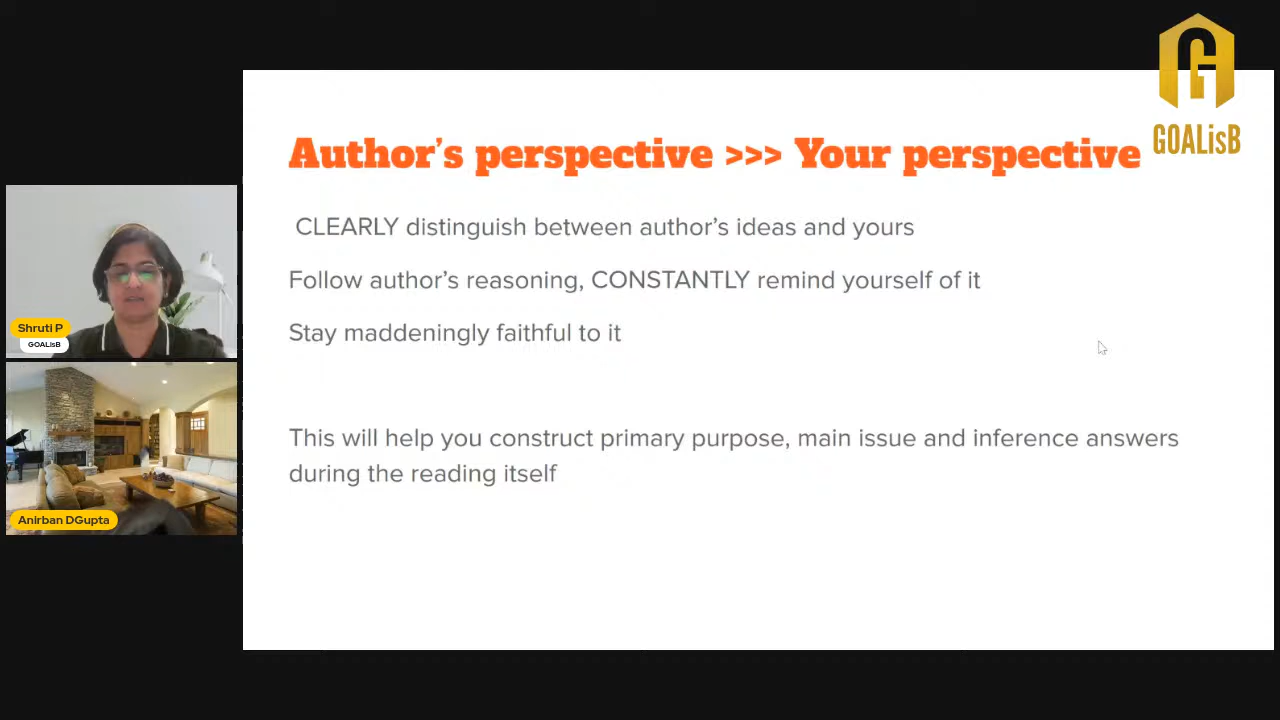 GOALisB
Author's perspective >>> Your perspective
CLEARLY distinguish between author's ideas and yours
Follow author's reasoning, CONSTANTLY remind yourself of it
Stay maddeningly faithful to it
This will help you construct primary purpose, main issue and inference answers
during the reading itself
Shruti P
GOALisB
Anirban DGupta